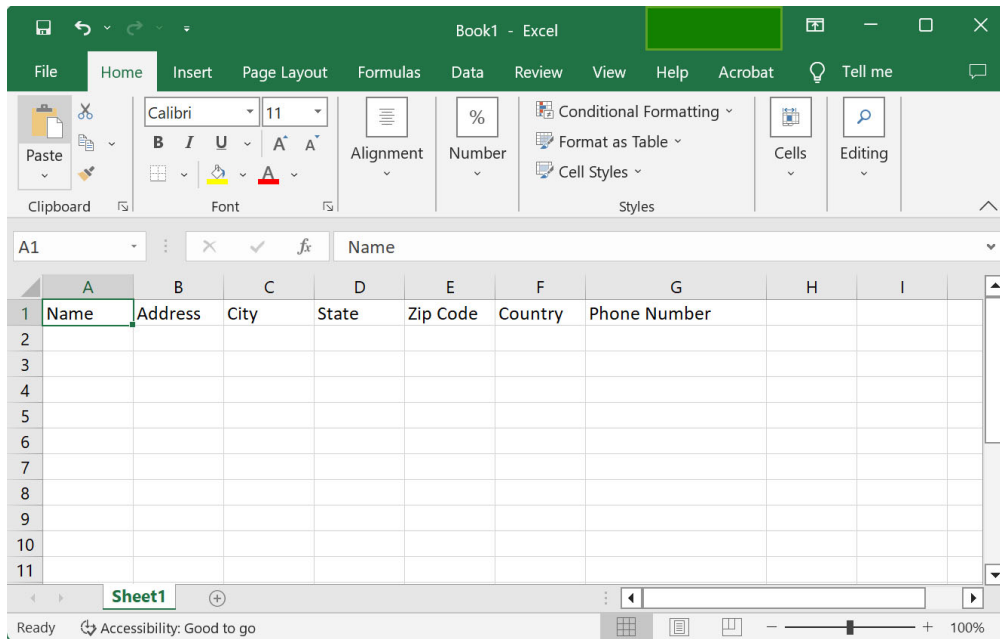 Book1 - Excel
File Home Insert Page Layout Formulas Data Review View Help Acrobat Tell me
Calibri 11 % Conditional Formatting
B I U A A Format as Table
Paste Alignment Number Cells Editing
A Cell Styles
Clipboard Font Styles
A1 fx Name
A B C D E F G H I
1 Name Address City State Zip Code Country Phone Number
2
3
4
5
6
7
8
9
10
11
Sheet1
Ready Accessibility: Good to go 100%